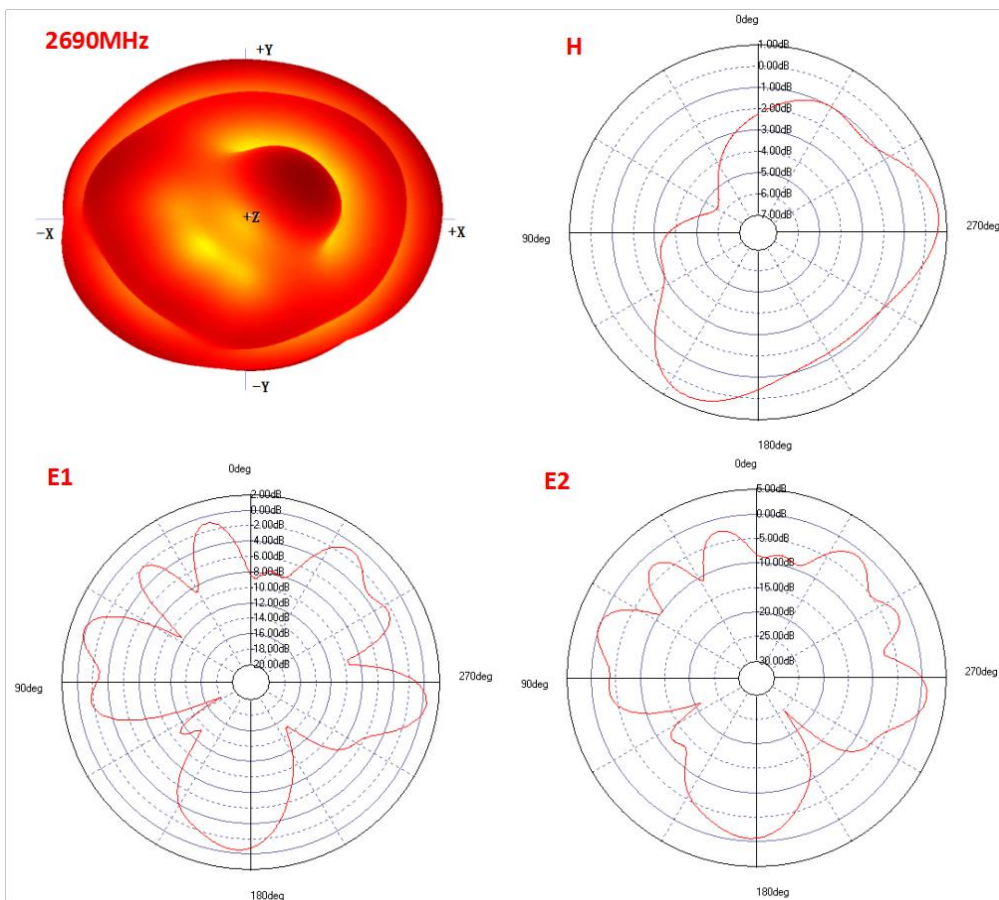 2690MHz
+Y
+Z
-X
+X
-Y
H
0deg
1.00dB
0.00dB
-1.00dB
-2.00dB
-3.00dB
-4.00dB
-5.00dB
-6.00dB
-7.00dB
90deg
270deg
180deg
E1
0deg
2.00dB
0.00dB
-2.00dB
-4.00dB
-6.00dB
-8.00dB
-10.00dB
-12.00dB
-14.00dB
-16.00dB
-18.00dB
-20.00dB
90deg
270deg
180deg
E2
0deg
5.00dB
0.00dB
-5.00dB
-10.00dB
-15.00dB
-20.00dB
-25.00dB
-30.00dB
90deg
270deg
180deg